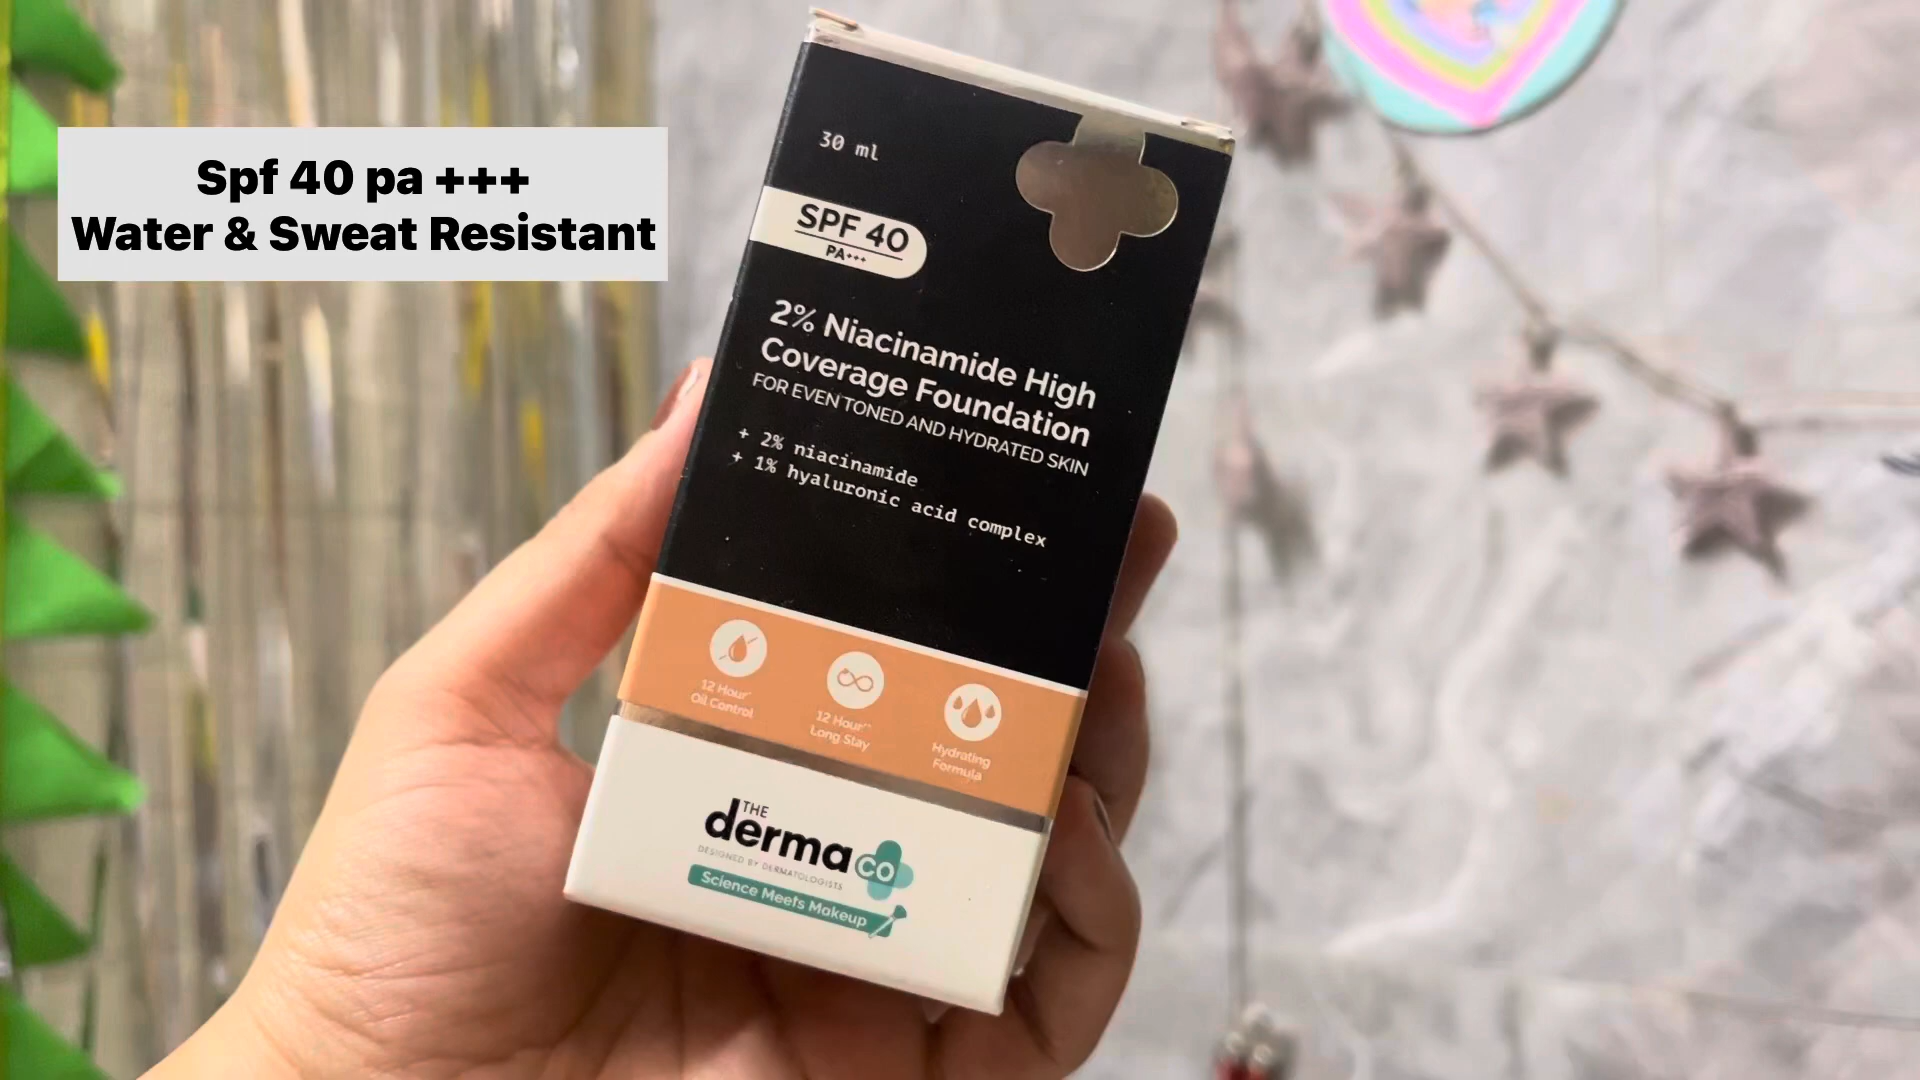 Spf 40 pa +++
Water & Sweat Resistant
30 ml
SPF 40
PA+++
2% Niacinamide High
Coverage Foundation
FOR EVEN TONED AND HYDRATED SKIN
+ 2% niacinamide
+ 1% hyaluronic acid complex
12 Hour*
Oil Control
12 Hour**
Long Stay
Hydrating
Formula
THE
derma co
DESIGNED BY DERMATOLOGISTS
Science Meets Makeup